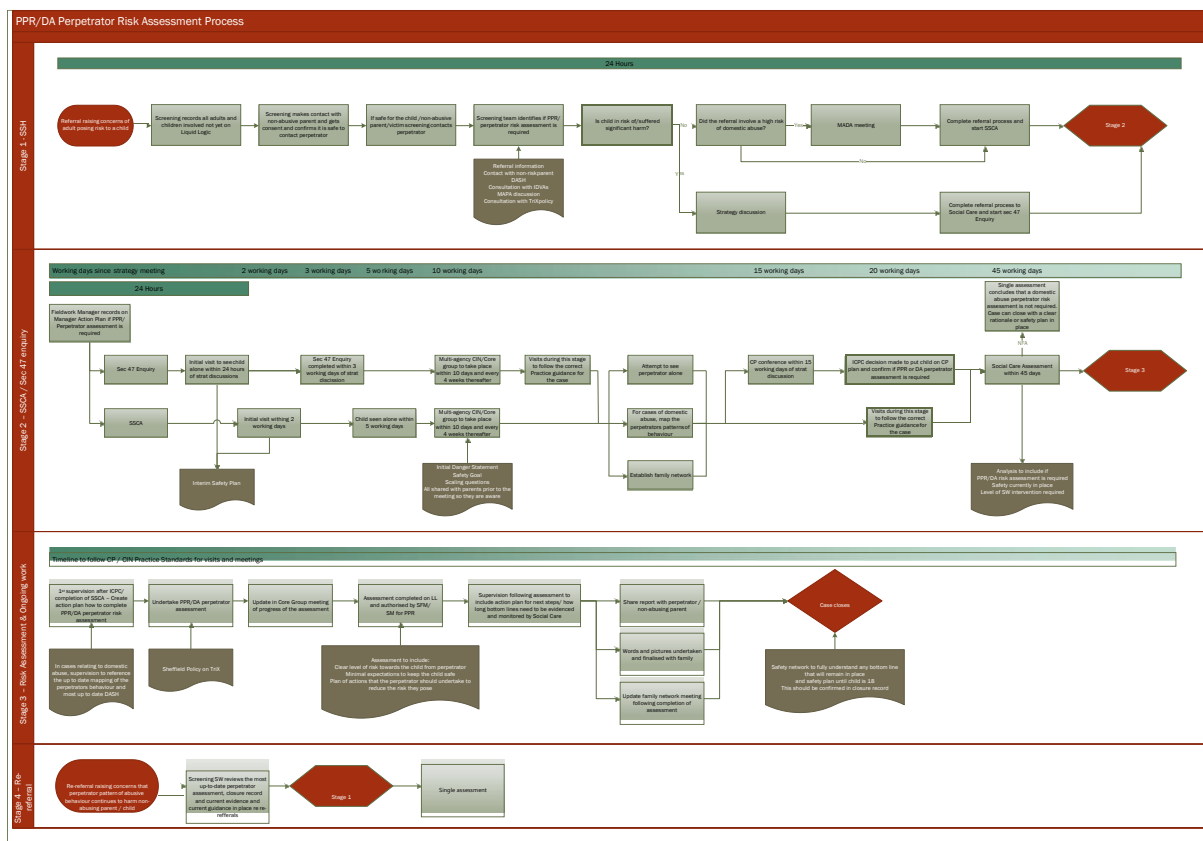 PPR/DA Perpetrator Risk Assessment Process
Stage 1 - SSH
24 Hours
Referral raising concerns of
adult posing risk to a child
Screening records all adults and
children involved not yet on
Liquid Logic
Screening makes contact with
non-abusive parent and gets
consent and confirms it is safe to
contact perpetrator
If safe for the child /non-abusive
parent/victim screening contacts
perpetrator
Screening team identifies if PPR/
perpetrator risk assessment is
required
Is child in risk of/suffered
significant harm?
No
Yes
Did the referral involve a high risk
of domestic abuse?
Yes
No
MADA meeting
Complete referral process and
start SSCA
Stage 2
Referral information
Contact with non-risk parent
DASH
Consultation with IDVAs
MAPA discussion
Consultation with TriXpolicy
Strategy discussion
Complete referral process to
Social Care and start sec 47
Enquiry
Stage 2 – SSCA / Sec 47 enquiry
Working days since strategy meeting
2 working days
3 working days
5 working days
10 working days
15 working days
20 working days
45 working days
24 Hours
Fieldwork Manager records on
Manager Action Plan if PPR/
Perpetrator assessment is
required
Single assessment
concludes that a domestic
abuse perpetrator risk
assessment is not required.
Case can close with a clear
rationale or safety plan in
place
NFA
Sec 47 Enquiry
Initial visit to see child
alone within 24 hours
of strat discussions
Sec 47 Enquiry
completed within 3
working days of strat
discission
Multi-agency CIN/Core
group to take place
within 10 days and every
4 weeks thereafter
Visits during this stage
to follow the correct
Practice guidance for
the case
Attempt to see
perpetrator alone
CP conference within 15
working days of strat
discussion
ICPC decision made to put child on CP
plan and confirm if PPR or DA perpetrator
assessment is required
Social Care Assessment
within 45 days
Stage 3
SSCA
Initial visit withing 2
working days
Child seen alone within
5 working days
Multi-agency CIN/Core
group to take place
within 10 days and every
4 weeks thereafter
For cases of domestic
abuse, map the
perpetrators patterns of
behaviour
Visits during this stage
to follow the correct
Practice guidance for
the case
Establish family network
Interim Safety Plan
Initial Danger Statement
Safety Goal
Scaling questions
All shared with parents prior to the
meeting so they are aware
Analysis to include if
PPR/DA risk assessment is required
Safety currently in place
Level of SW intervention required
Stage 3 – Risk Assessment & Ongoing work
Timeline to follow CP / CIN Practice Standards for visits and meetings
1st supervision after ICPC/
completion of SSCA – Create
action plan how to complete
PPR/DA perpetrator risk
assessment
Undertake PPR/DA perpetrator
assessment
Update in Core Group meeting
of progress of the assessment
Assessment completed on LL
and authorised by SFM/
SM for PPR
Supervision following assessment to
include action plan for next steps/ how
long bottom lines need to be evidenced
and monitored by Social Care
Share report with perpetrator /
non-abusing parent
Case closes
Words and pictures undertaken
and finalised with family
Update family network meeting
following completion of
assessment
In cases relating to domestic
abuse, supervision to reference
the up to date mapping of the
perpetrators behaviour and
most up to date DASH
Sheffield Policy on TriX
Assessment to include:
Clear level of risk towards the child from perpetrator
Minimal expectations to keep the child safe
Plan of actions that the perpetrator should undertake to
reduce the risk they pose
Safety network to fully understand any bottom line
that will remain in place
and safety plan until child is 18
This should be confirmed in closure record
Stage 4 – Re-
referral
Re-referral raising concerns that
perpetrator pattern of abusive
behaviour continues to harm non-
abusing parent / child
Screening SW reviews the most
up-to-date perpetrator
assessment, closure record
and current evidence and
current guidance in place re re-
refferals
Stage 1
Single assessment